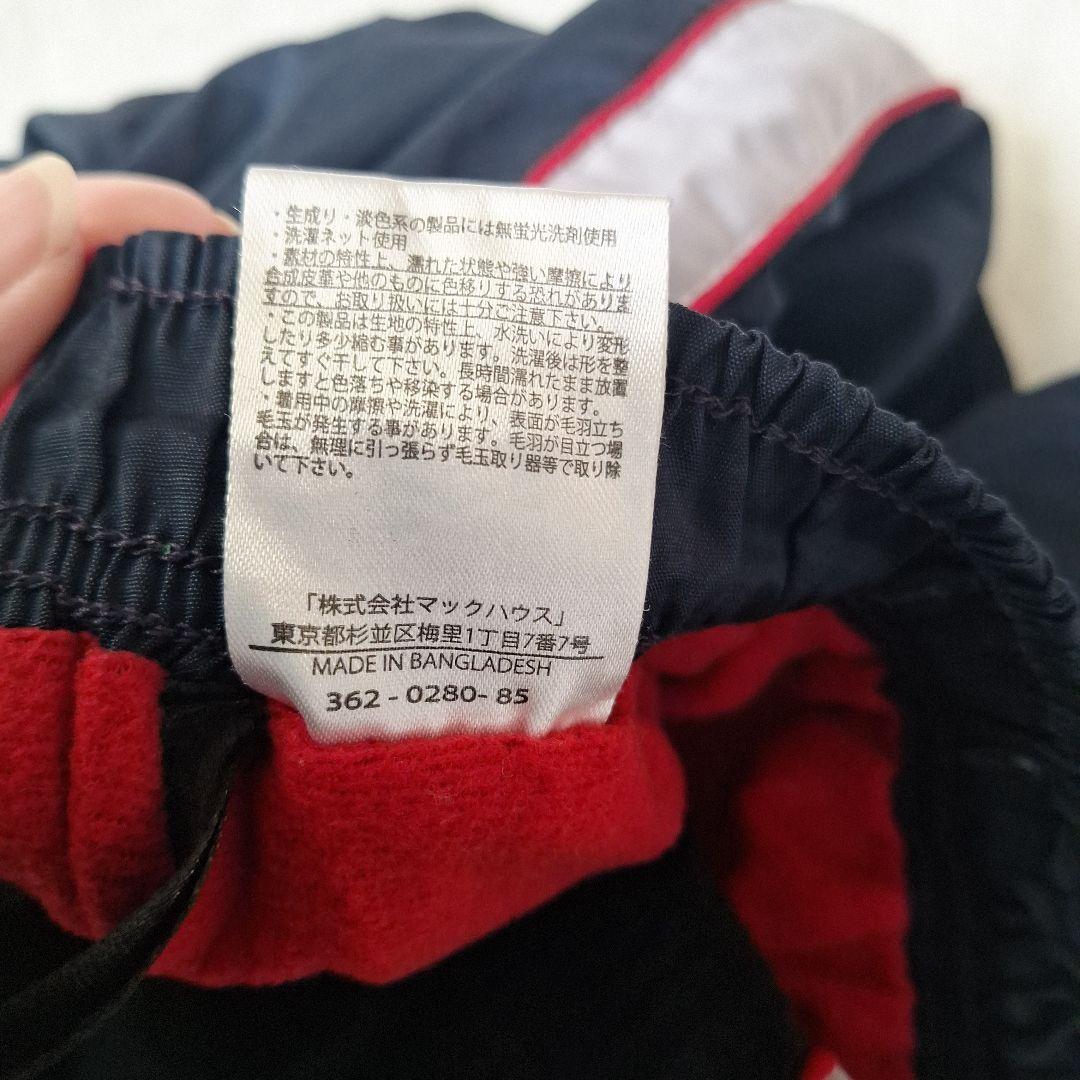 ・生成り・淡色系の製品には無蛍光洗剤使用
・洗濯ネット使用
・素材の特性上、濡れた状態や強い摩擦により
合成皮革や他のものに色移りする恐れがありま
すので、お取り扱いには十分ご注意下さい。
・この製品は生地の特性上、水洗いにより変形
したり多少縮む事があります。洗濯後は形を整
えてすぐ干して下さい。長時間濡れたまま放置
しますと色落ちや移染する場合があります。
・着用中の摩擦や洗濯により、表面が毛羽立ち
毛玉が発生する事があります。毛羽が目立つ場
合は、無理に引っ張らず毛玉取り器等で取り除
いて下さい。
「株式会社マックハウス」
東京都杉並区梅里1丁目7番7号
MADE IN BANGLADESH
362-0280-85